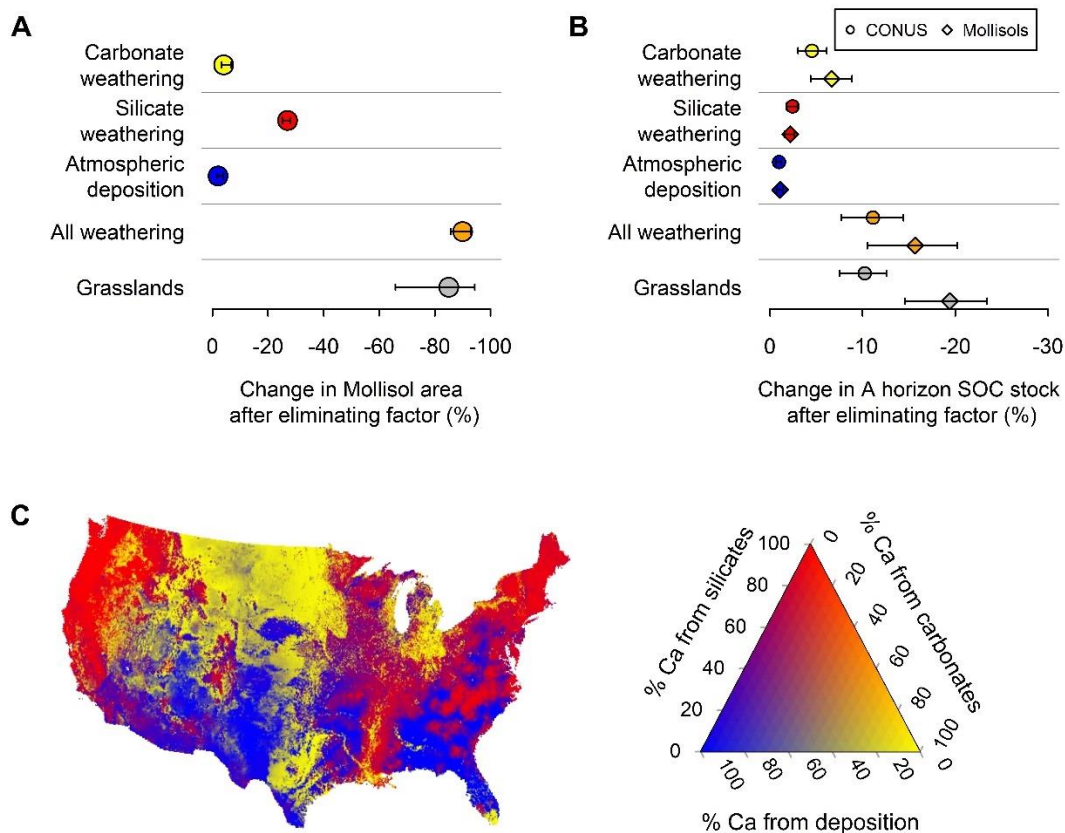 A
Carbonate
weathering
Silicate
weathering
Atmospheric
deposition
All weathering
Grasslands
0 -20 -40 -60 -80 -100
Change in Mollisol area
after eliminating factor (%)
B
CONUS Mollisols
Carbonate
weathering
Silicate
weathering
Atmospheric
deposition
All weathering
Grasslands
0 -10 -20 -30
Change in A horizon SOC stock
after eliminating factor (%)
C
% Ca from silicates
100
80
60
40
20
0
% Ca from carbonates
0
20
40
60
80
100
100 80 60 40 20 0
% Ca from deposition